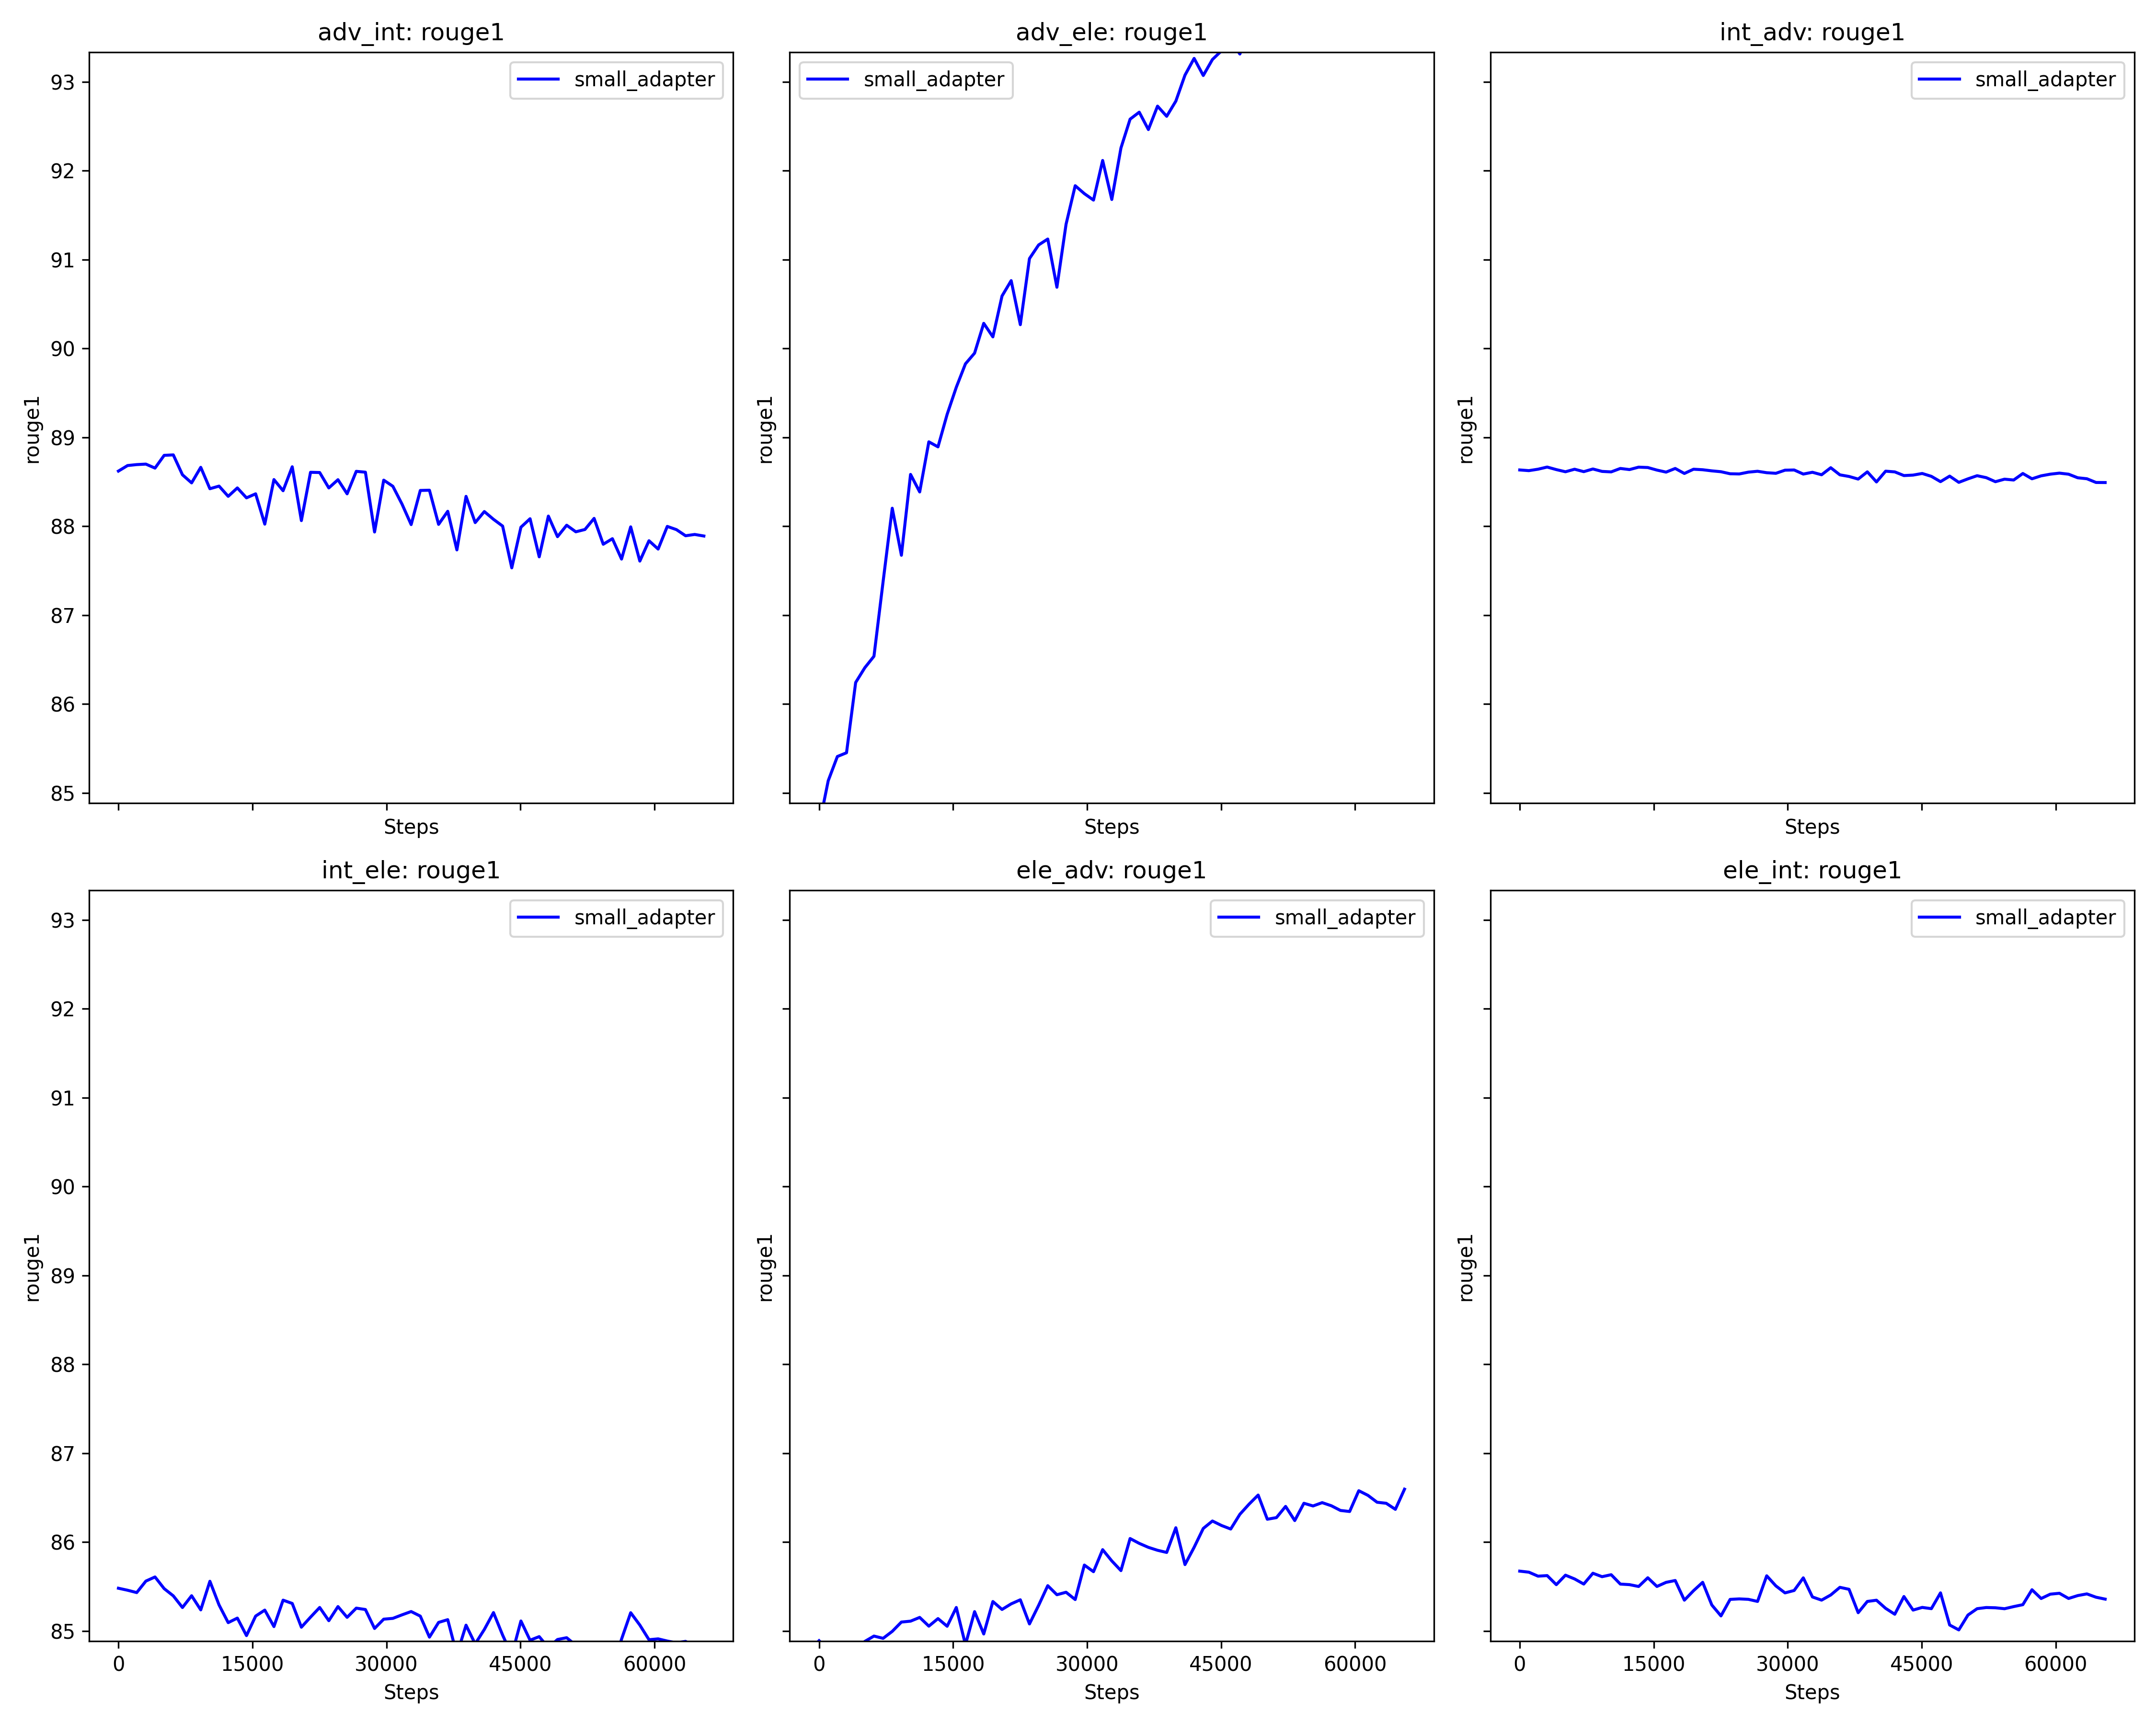 adv_int: rouge1
small_adapter
93
92
91
90
89
88
87
86
85
rouge1
Steps
adv_ele: rouge1
small_adapter
rouge1
Steps
int_adv: rouge1
small_adapter
rouge1
Steps
int_ele: rouge1
small_adapter
93
92
91
90
89
88
87
86
85
rouge1
0 15000 30000 45000 60000
Steps
ele_adv: rouge1
small_adapter
rouge1
0 15000 30000 45000 60000
Steps
ele_int: rouge1
small_adapter
rouge1
0 15000 30000 45000 60000
Steps